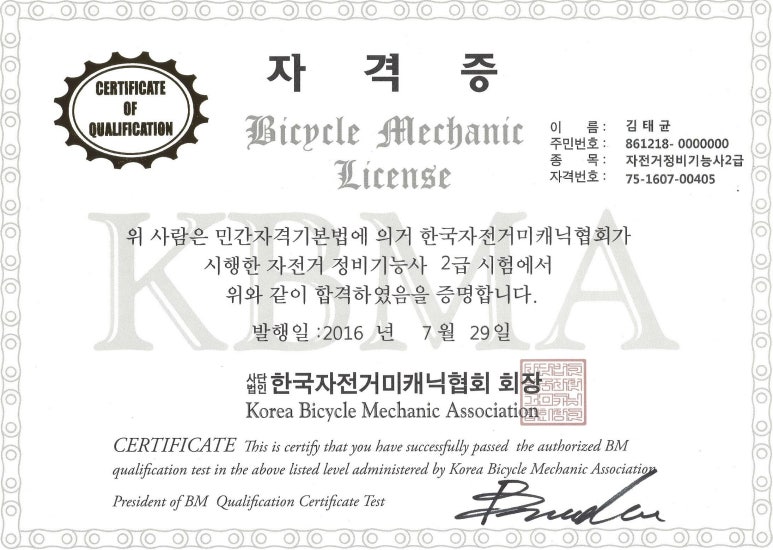 CERTIFICATE
OF
QUALIFICATION
자 격 증
Bicycle Mechanic
License
이 름 : 김태균
주민번호 : 861218- 0000000
종 목 : 자전거정비기능사2급
자격번호 : 75-1607-00405
KBMA
위 사람은 민간자격기본법에 의거 한국자전거미캐닉협회가
시행한 자전거 정비기능사 2급 시험에서
위와 같이 합격하였음을 증명합니다.
발행일 :2016 년 7 월 29 일
사단법인 한국자전거미캐닉협회 회장
Korea Bicycle Mechanic Association
CERTIFICATE This is certify that you have successfully passed the authorized BM
qualification test in the above listed level administered by Korea Bicycle Mechanic Association
President of BM Qualification Certificate Test